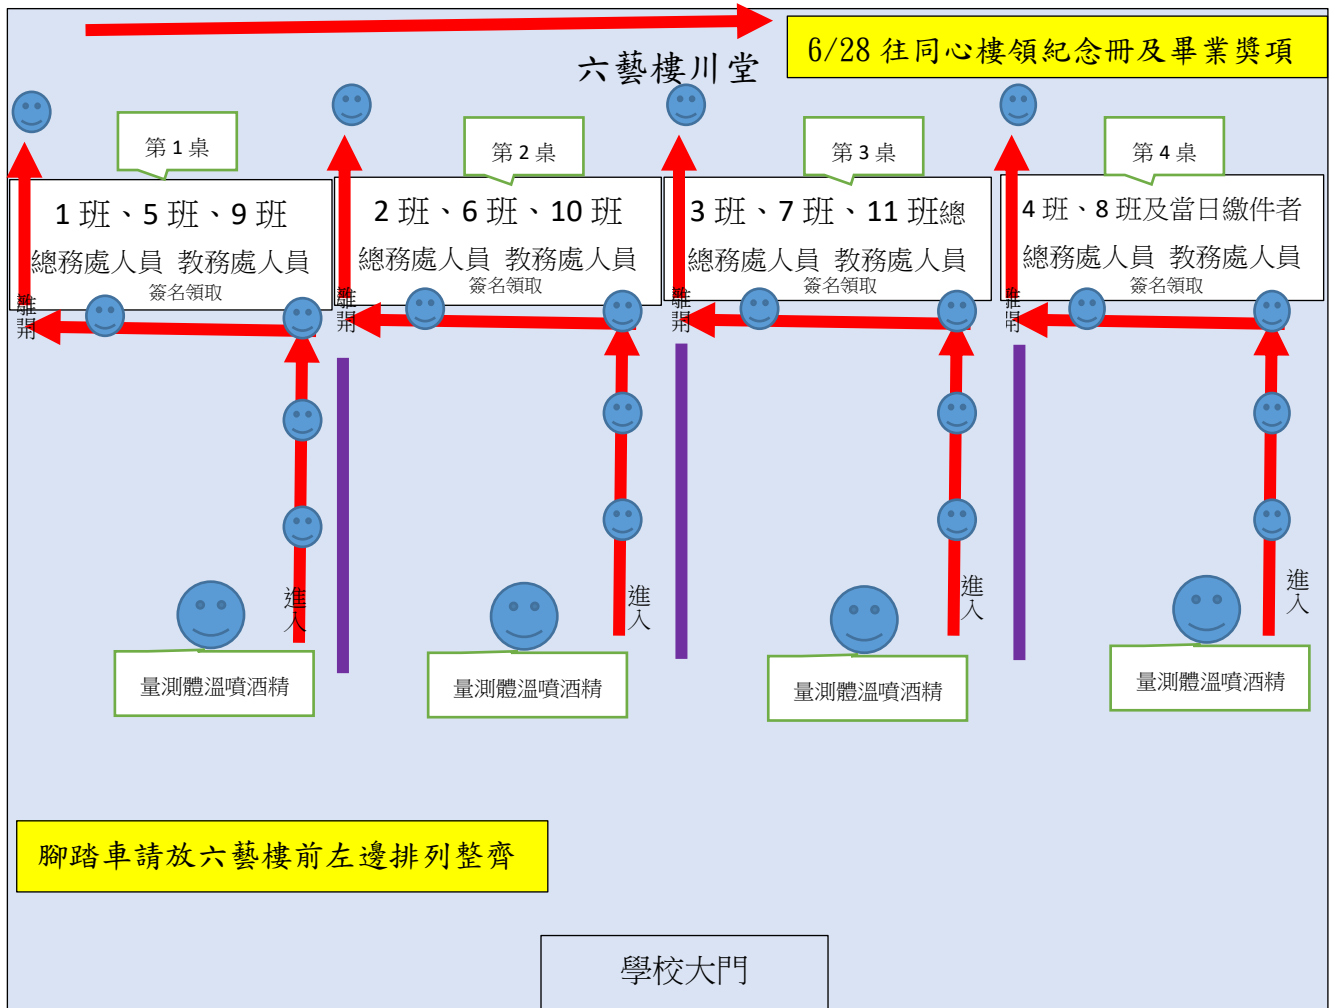 6/28 往同心樓領紀念冊及畢業獎項
六藝樓川堂
第 1 桌
1 班、5 班、9 班
總務處人員 教務處人員
簽名領取
離開
進入
量測體溫噴酒精
第 2 桌
2 班、6 班、10 班
總務處人員 教務處人員
簽名領取
離開
進入
量測體溫噴酒精
第 3 桌
3 班、7 班、11 班總
總務處人員 教務處人員
簽名領取
離開
進入
量測體溫噴酒精
第 4 桌
4 班、8 班及當日繳件者
總務處人員 教務處人員
簽名領取
離開
進入
量測體溫噴酒精
腳踏車請放六藝樓前左邊排列整齊
學校大門